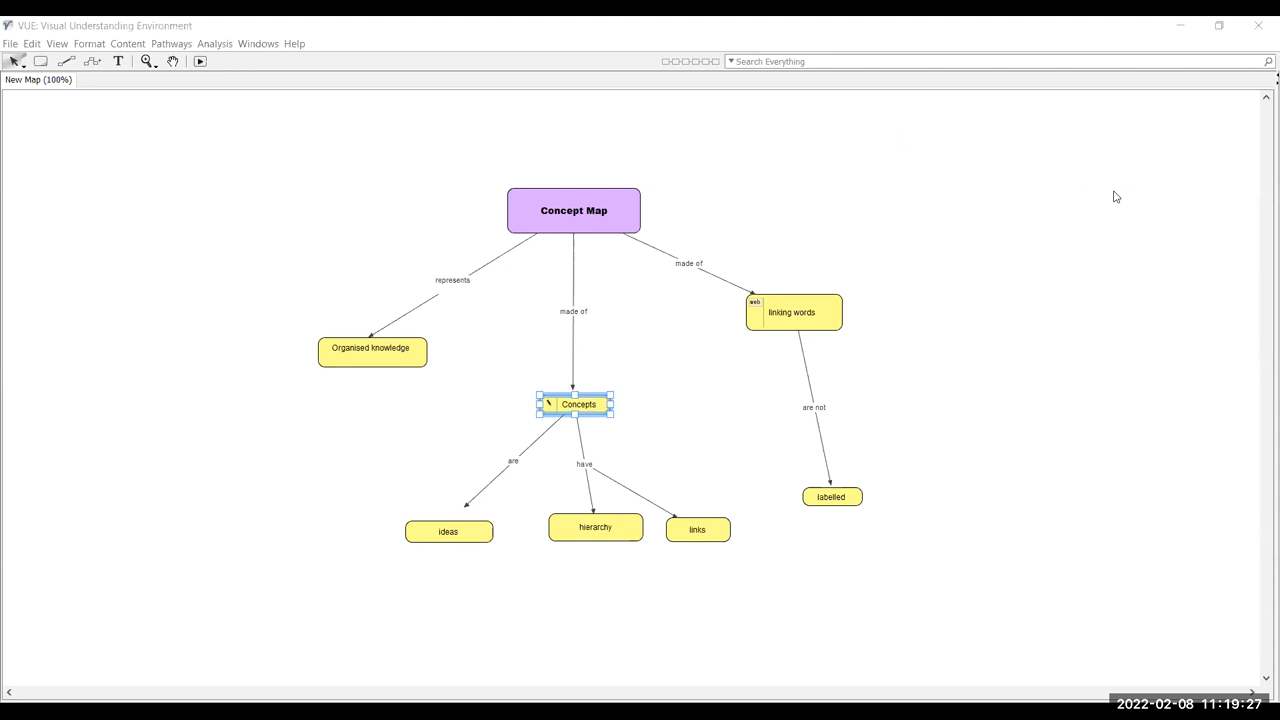 VUE: Visual Understanding Environment
File Edit View Format Content Pathways Analysis Windows Help
T
Search Everything
New Map (100%)
Concept Map
made of
represents
web
linking words
made of
Organised knowledge
Concepts
are not
are
have
labelled
hierarchy
links
ideas
2022-02-08 11:19:27